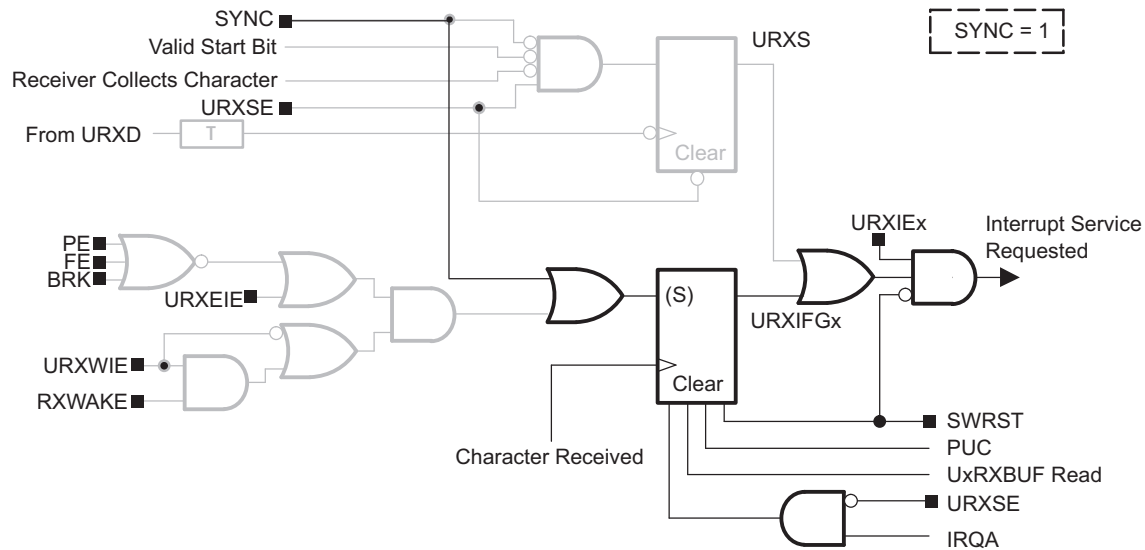 SYNC
SYNC = 1
Valid Start Bit
URXS
Receiver Collects Character
URXSE
From URXD
T
Clear
PE
FE
BRK
URXEIE
URXIEx
Interrupt Service
Requested
(S)
URXIFGx
URXWIE
RXWAKE
Clear
SWRST
Character Received
PUC
UxRXBUF Read
URXSE
IRQA